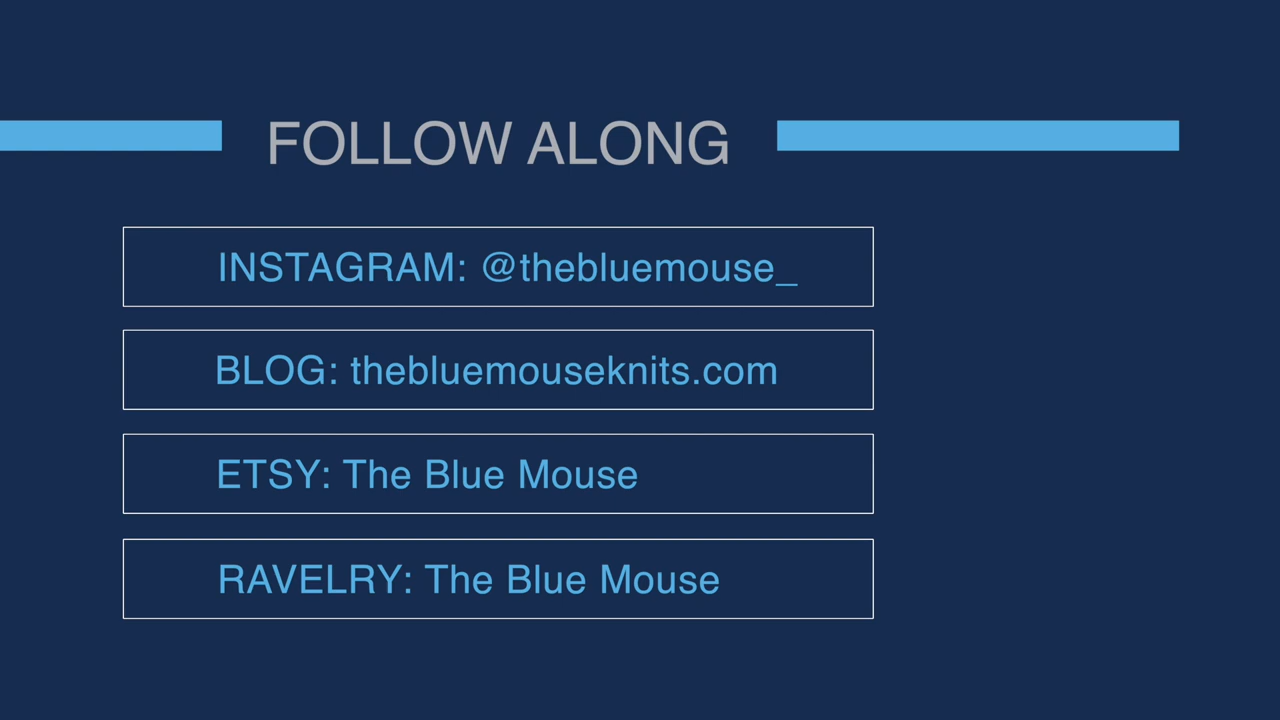 FOLLOW ALONG
INSTAGRAM: @thebluemouse_
BLOG: thebluemouseknits.com
ETSY: The Blue Mouse
RAVELRY: The Blue Mouse